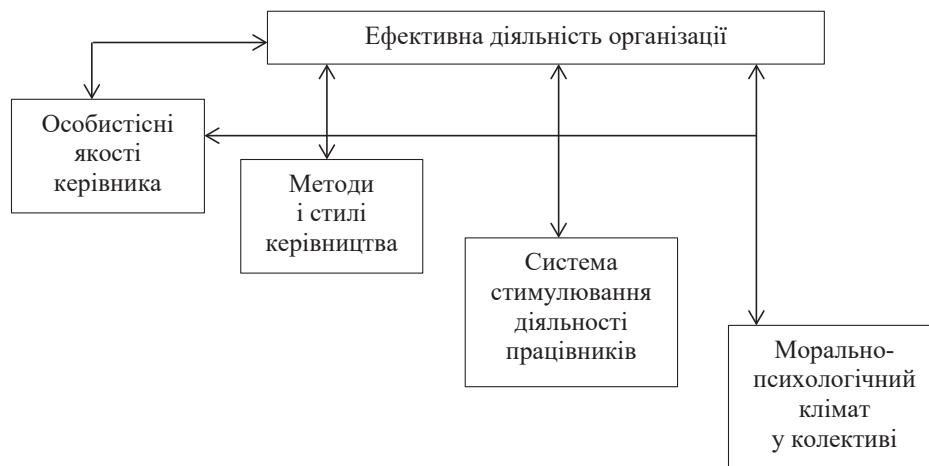 Ефективна діяльність організації
Особистісні
якості
керівника
Методи
і стилі
керівництва
Система
стимулювання
діяльності
працівників
Морально-
психологічний
клімат
у колективі